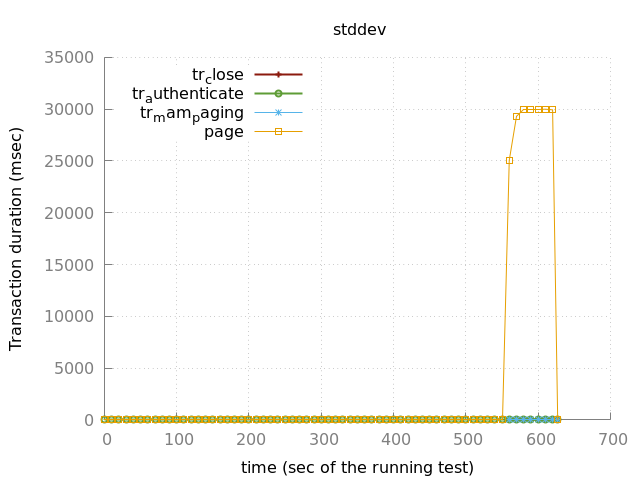 stddev
35000
30000
25000
20000
15000
10000
5000
0
Transaction duration (msec)
tr_close
tr_authenticate
tr_mam_paging
page
0 100 200 300 400 500 600 700
time (sec of the running test)